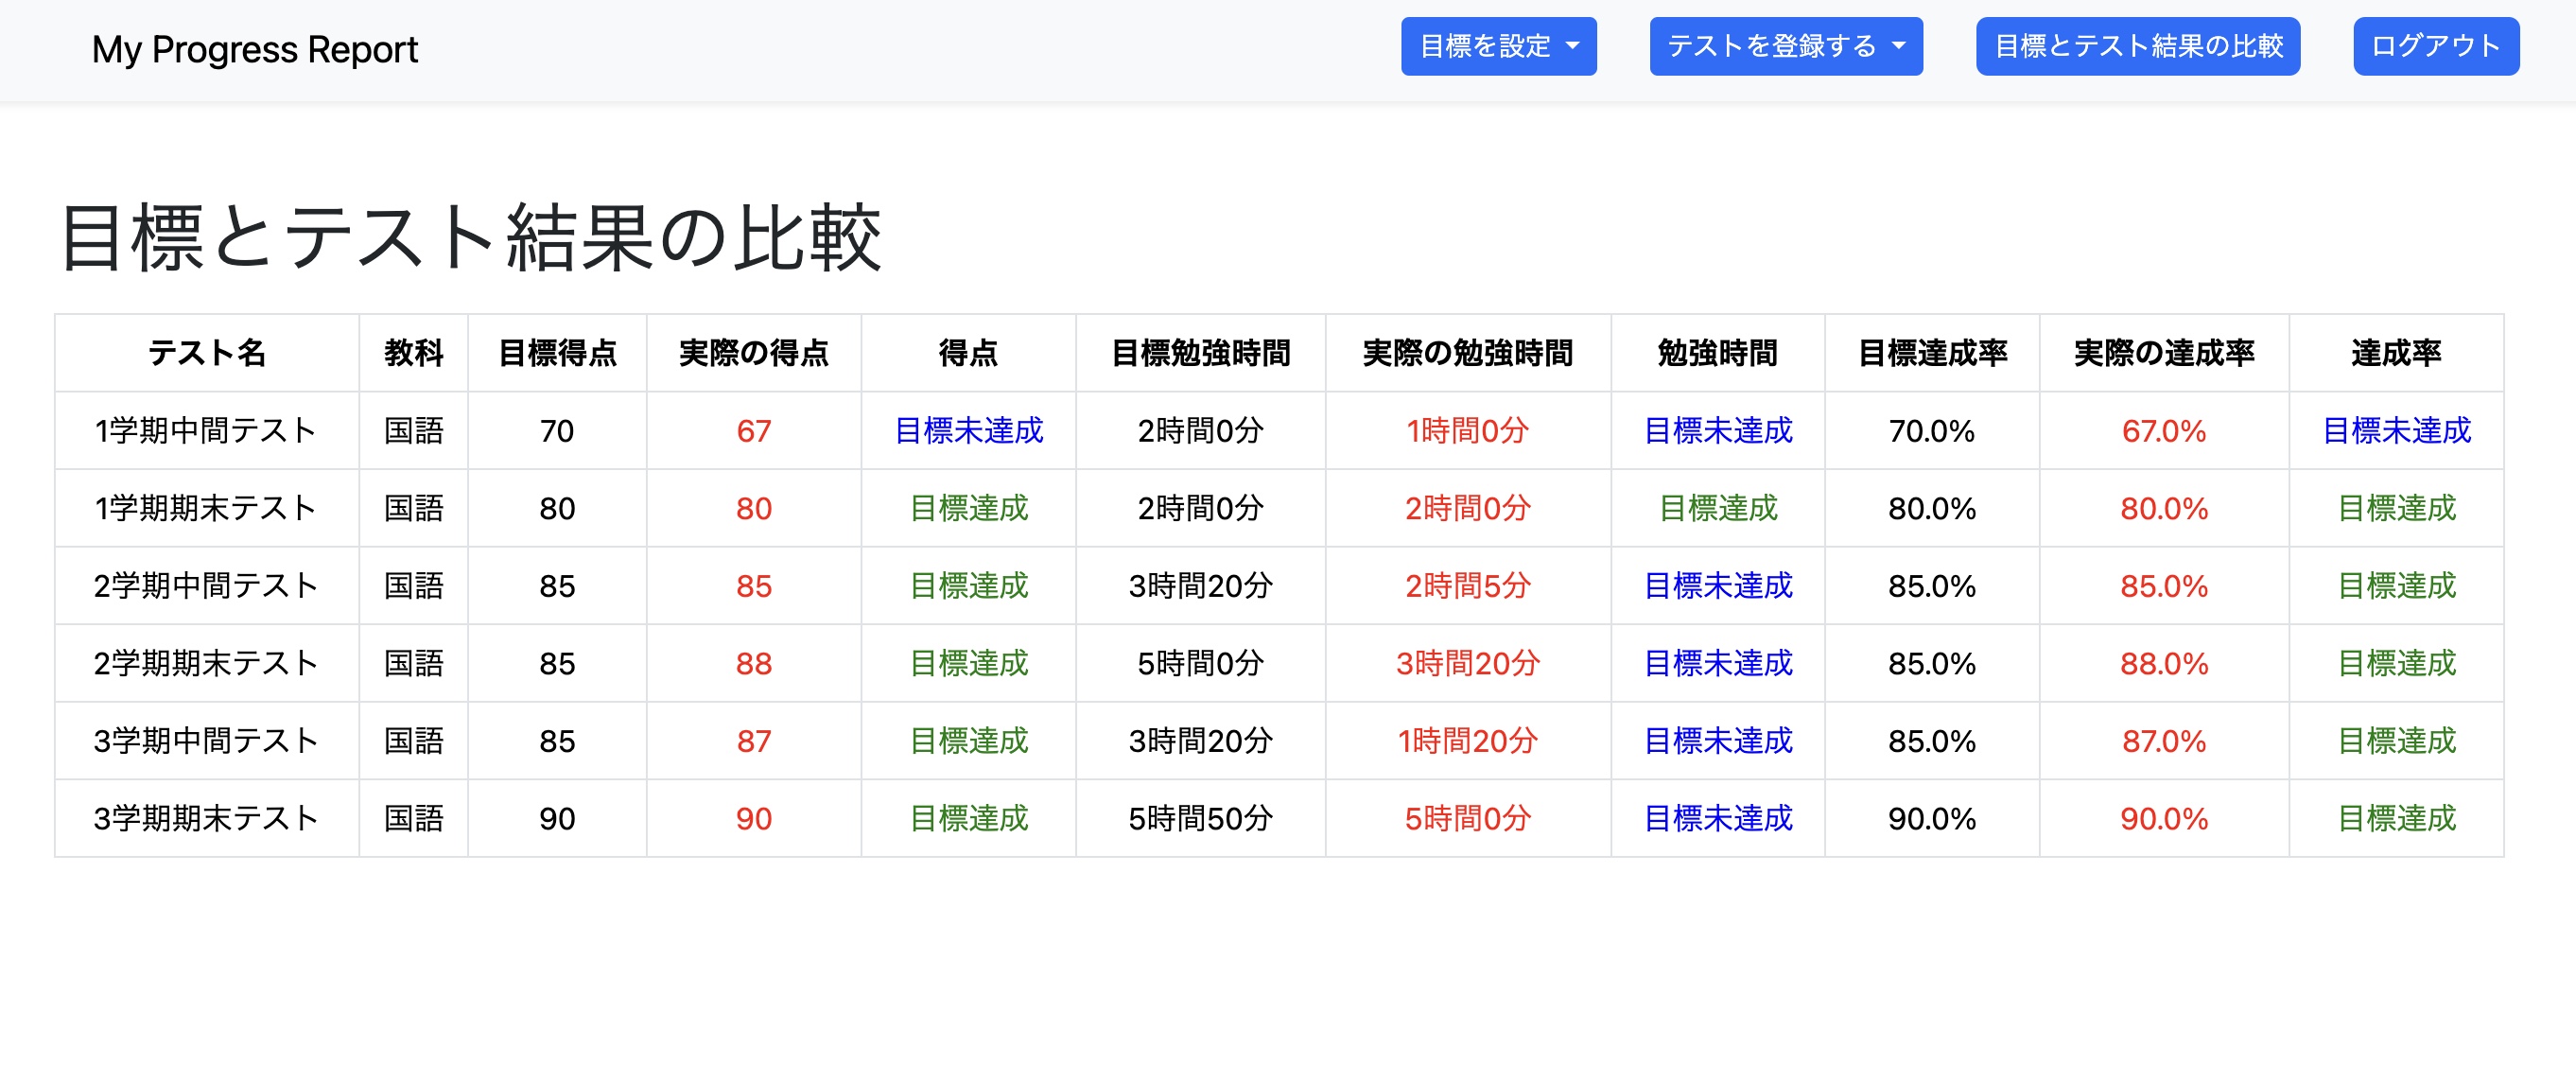 My Progress Report 目標を設定 テストを登録する 目標とテスト結果の比較 ログアウト
目標とテスト結果の比較
テスト名 教科 目標得点 実際の得点 得点 目標勉強時間 実際の勉強時間 勉強時間 目標達成率 実際の達成率 達成率
1学期中間テスト 国語 70 67 目標未達成 2時間0分 1時間0分 目標未達成 70.0% 67.0% 目標未達成
1学期期末テスト 国語 80 80 目標達成 2時間0分 2時間0分 目標達成 80.0% 80.0% 目標達成
2学期中間テスト 国語 85 85 目標達成 3時間20分 2時間5分 目標未達成 85.0% 85.0% 目標達成
2学期期末テスト 国語 85 88 目標達成 5時間0分 3時間20分 目標未達成 85.0% 88.0% 目標達成
3学期中間テスト 国語 85 87 目標達成 3時間20分 1時間20分 目標未達成 85.0% 87.0% 目標達成
3学期期末テスト 国語 90 90 目標達成 5時間50分 5時間0分 目標未達成 90.0% 90.0% 目標達成